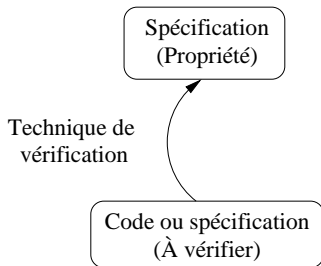 Spécification
(Propriété)
Technique de
vérification
Code ou spécification
(À vérifier)